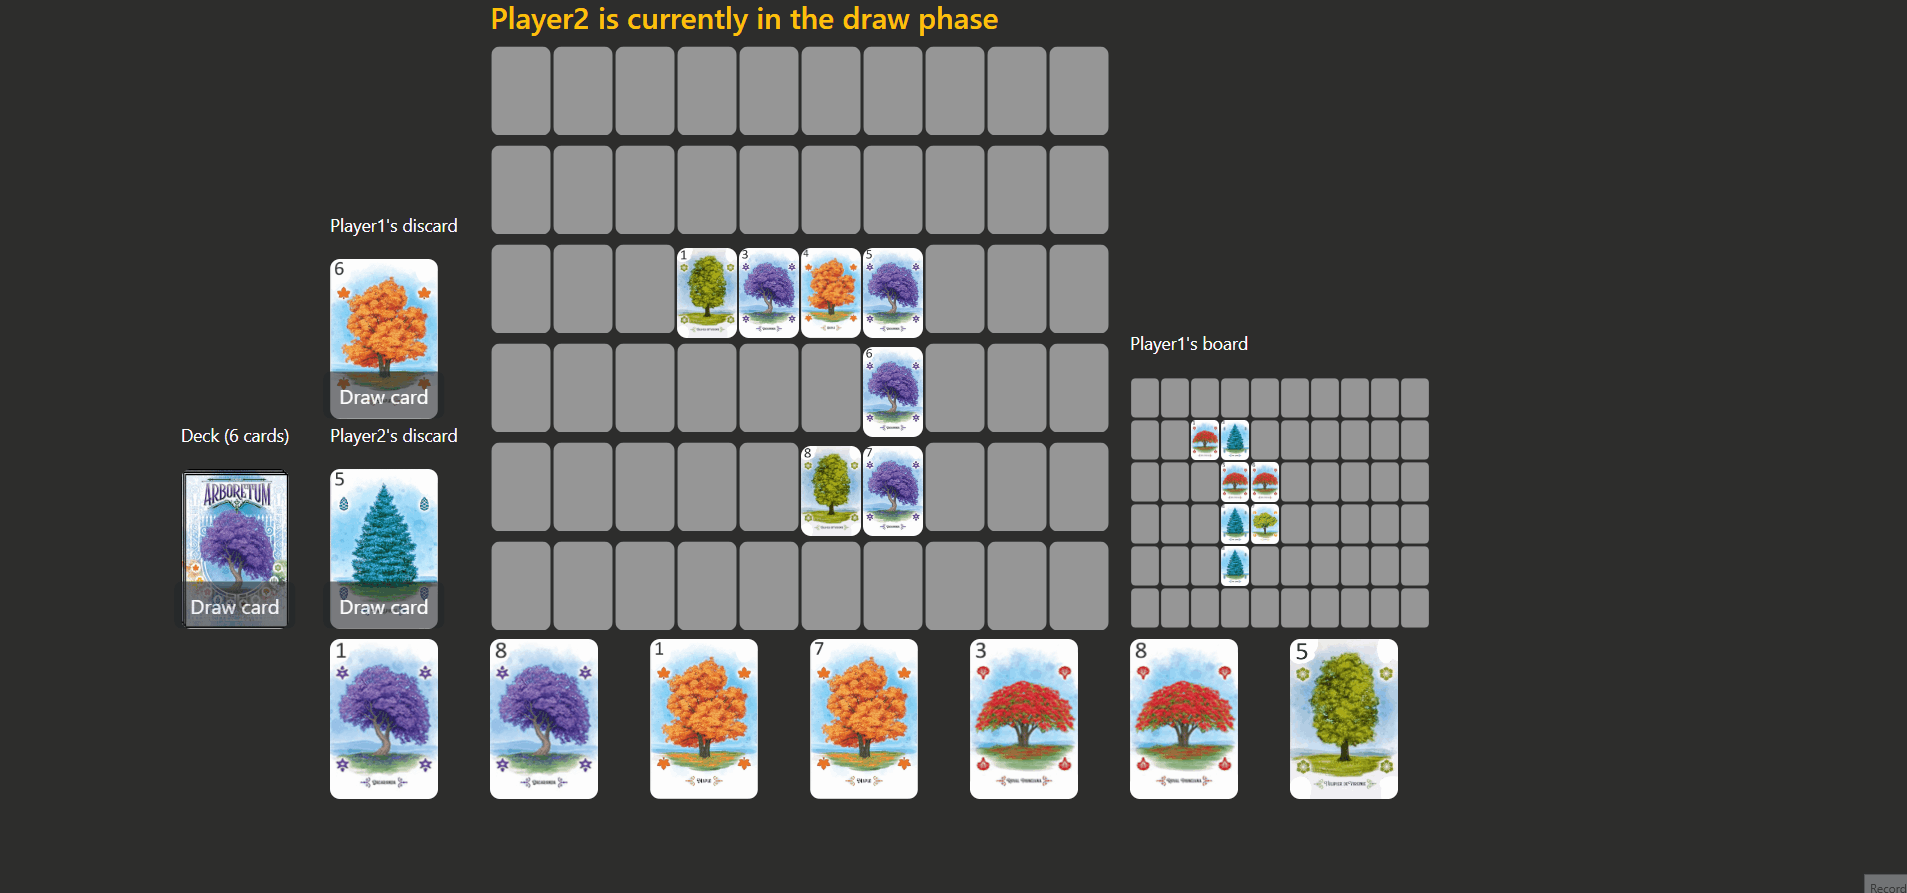 Player2 is currently in the draw phase
Player1's discard
6
Draw card
1
3
4
5
6
8
7
Player1's board
Deck (6 cards)
Player2's discard
ARBORETUM
Draw card
5
Draw card
1
8
1
7
3
8
5
Record